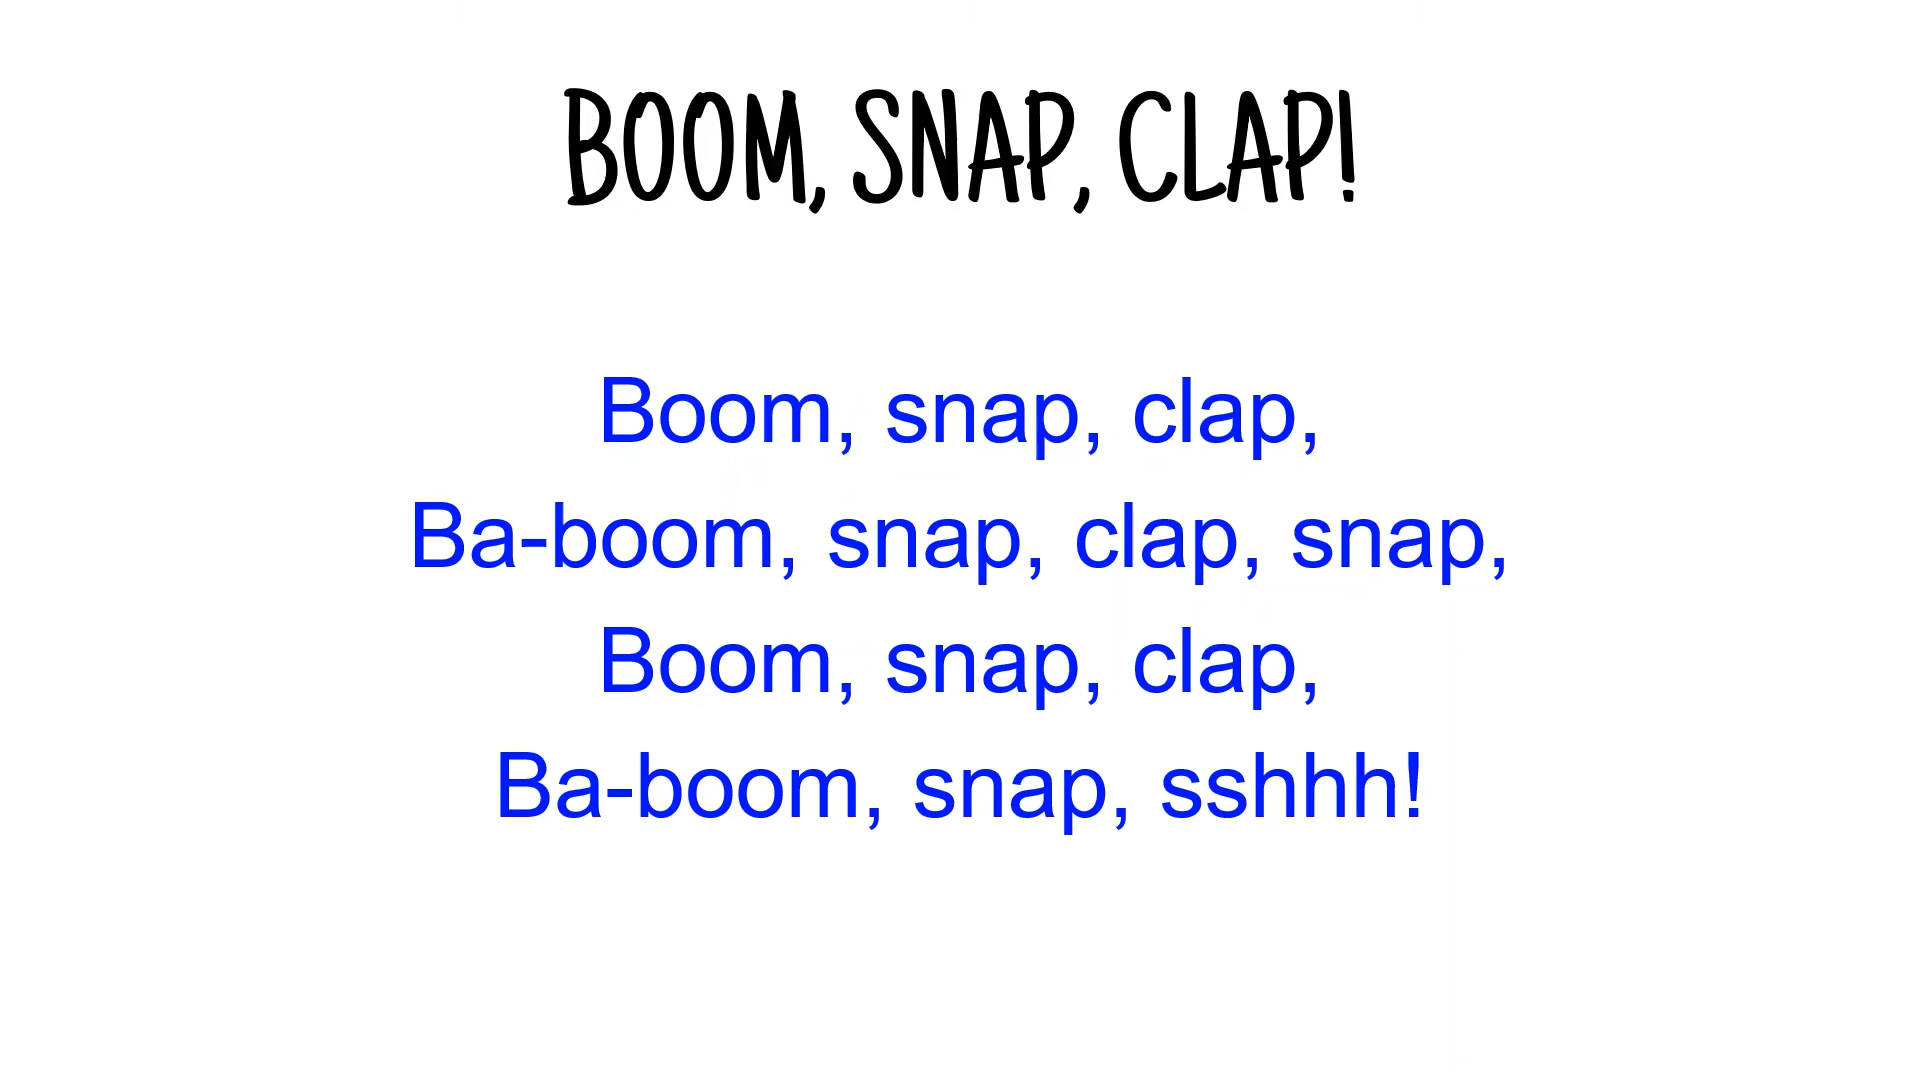 BOOM, SNAP, CLAP!
Boom, snap, clap,
Ba-boom, snap, clap, snap,
Boom, snap, clap,
Ba-boom, snap, sshhh!